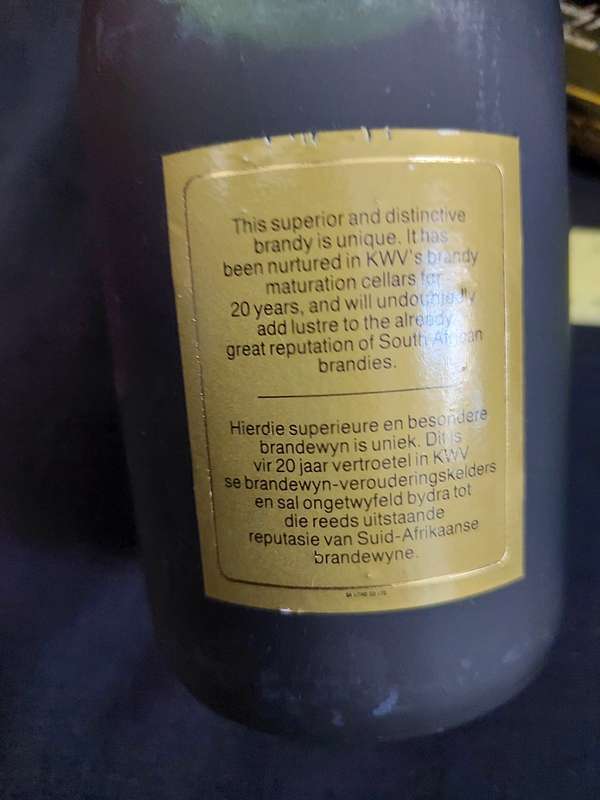 This superior and distinctive
brandy is unique. It has
been nurtured in KWV's brandy
maturation cellars for
20 years, and will undoubtedly
add lustre to the already
great reputation of South African
brandies.
Hierdie superieure en besondere
brandewyn is uniek. Dit is
vir 20 jaar vertroetel in KWV
se brandewyn-verouderingskelders
en sal ongetwyfeld bydra tot
die reeds uitstaande
reputasie van Suid-Afrikaanse
brandewyne.